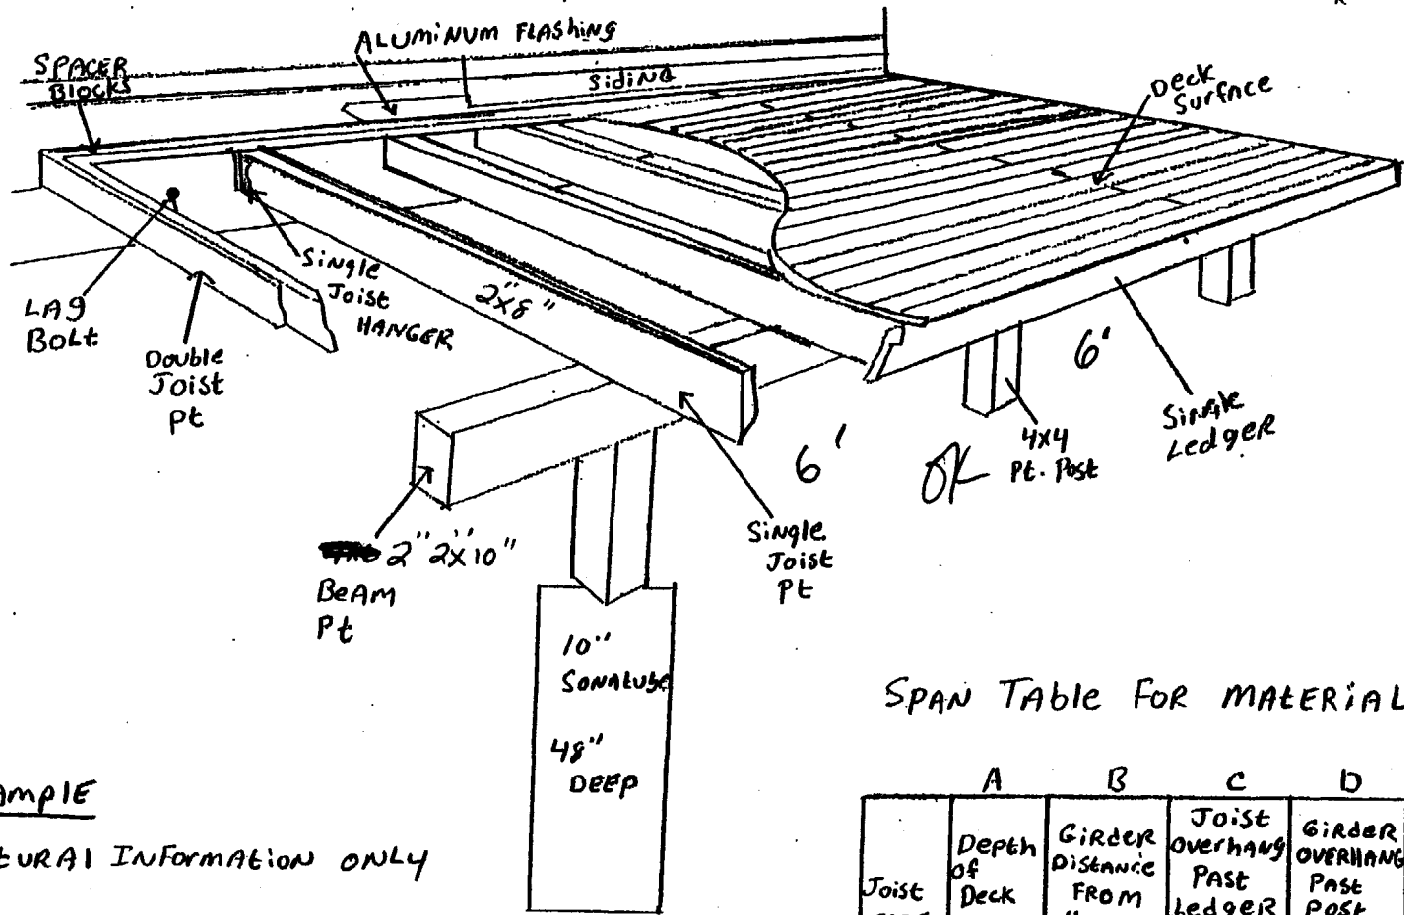 ALUMINUM FLASHING
SPACER
BLOCKS
SIDING
Deck
Surface
LAG
BOLt
Single
Joist
HANGER
2"x8"
Double
Joist
Pt
6'
6'
Single
Ledger
OK
4x4
Pt. Post
2" 2x10"
BeAm
Pt
Single
Joist
Pt
10"
SONAtube
48"
DEEP
SPAN TAble FOR MAtERiAL
AmplE
tURAl INFORMAtioN ONLY
A B C D
Joist
Depth
of
Deck
GiRdeR
DistANce
FROM
Joist
OverhANg
PAst
LedgeR
GiRdeR
OVERHANG
PAst
Post